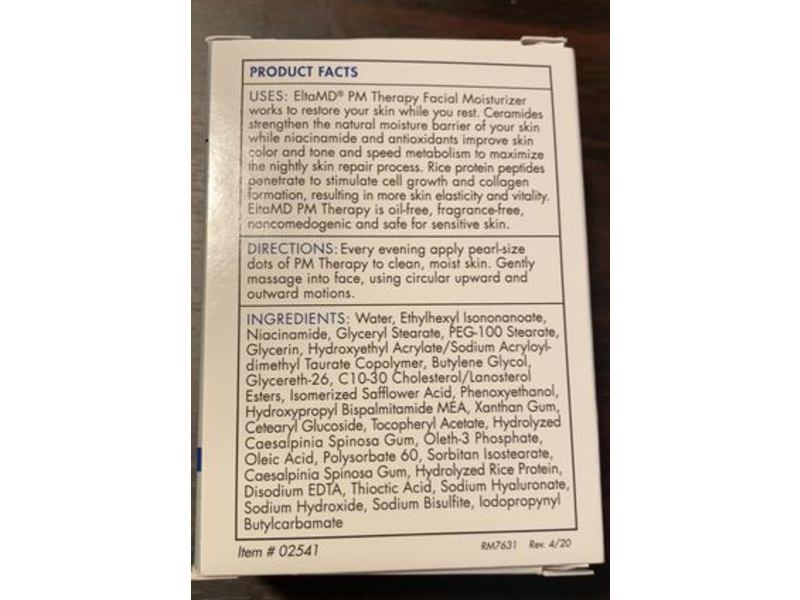 PRODUCT FACTS
USES: EltaMD® PM Therapy Facial Moisturizer
works to restore your skin while you rest. Ceramides
strengthen the natural moisture barrier of your skin
while niacinamide and antioxidants improve skin
color and tone and speed metabolism to maximize
the nightly skin repair process. Rice protein peptides
penetrate to stimulate cell growth and collagen
formation, resulting in more skin elasticity and vitality.
EltaMD PM Therapy is oil-free, fragrance-free,
noncomedogenic and safe for sensitive skin.
DIRECTIONS: Every evening apply pearl-size
dots of PM Therapy to clean, moist skin. Gently
massage into face, using circular upward and
outward motions.
INGREDIENTS: Water, Ethylhexyl Isononanoate,
Niacinamide, Glyceryl Stearate, PEG-100 Stearate,
Glycerin, Hydroxyethyl Acrylate/Sodium Acryloyl-
dimethyl Taurate Copolymer, Butylene Glycol,
Glycereth-26, C10-30 Cholesterol/Lanosterol
Esters, Isomerized Safflower Acid, Phenoxyethanol,
Hydroxypropyl Bispalmitamide MEA, Xanthan Gum,
Cetearyl Glucoside, Tocopheryl Acetate, Hydrolyzed
Caesalpinia Spinosa Gum, Oleth-3 Phosphate,
Oleic Acid, Polysorbate 60, Sorbitan Isostearate,
Caesalpinia Spinosa Gum, Hydrolyzed Rice Protein,
Disodium EDTA, Thioctic Acid, Sodium Hyaluronate,
Sodium Hydroxide, Sodium Bisulfite, Iodopropynyl
Butylcarbamate
Item # 02541 RM7631 Rev. 4/20